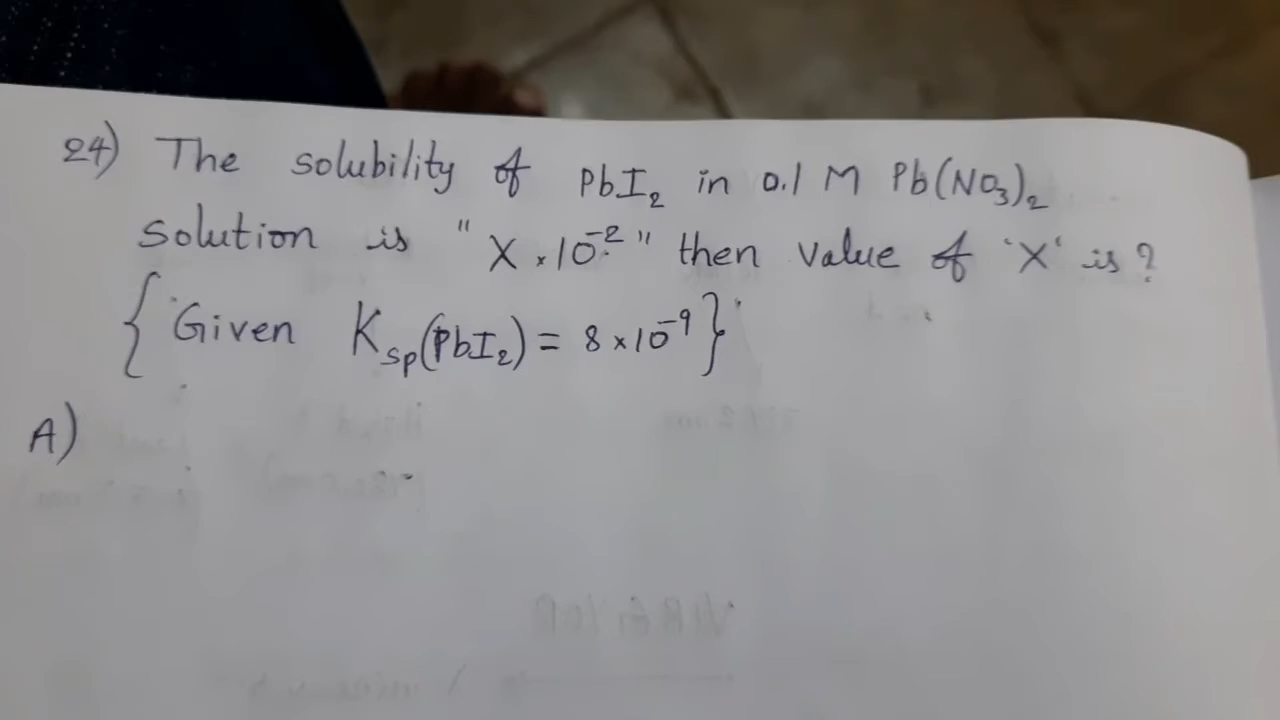 24) The solubility of PbI₂ in 0.1 M Pb(NO₃)₂
solution is "X × 10⁻²" then value of 'X' is?
{Given Ksp(PbI₂) = 8×10⁻⁹}
A)